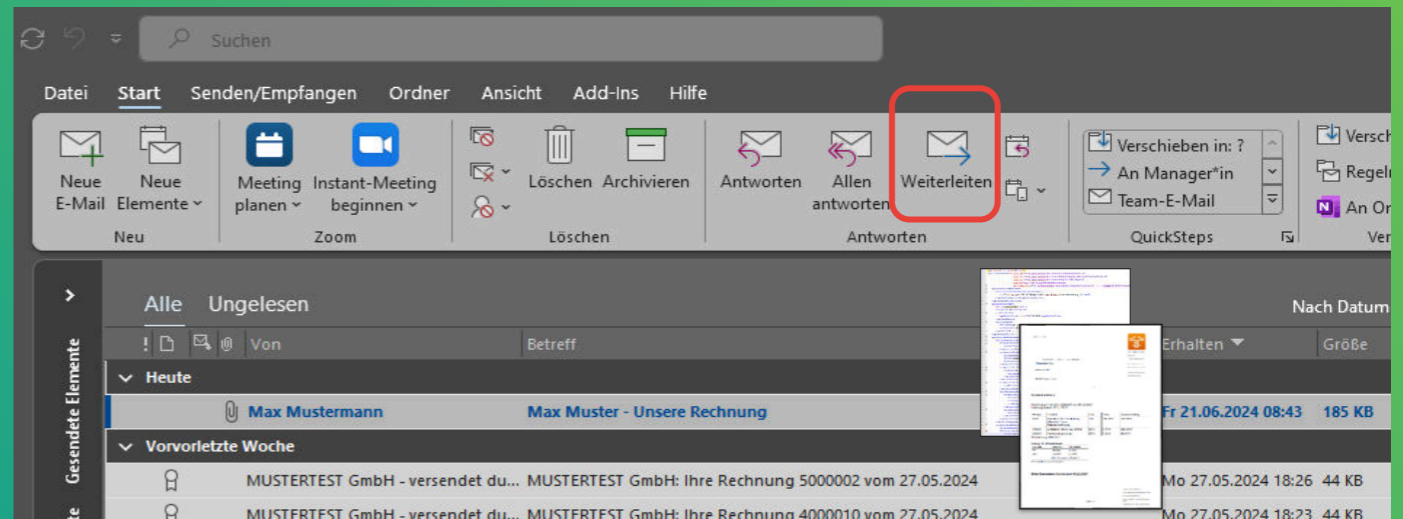 Suchen
Datei Start Senden/Empfangen Ordner Ansicht Add-Ins Hilfe
Neue E-Mail
Neue Elemente
Neu
Meeting planen
Instant-Meeting beginnen
Zoom
Löschen Archivieren
Löschen
Antworten
Allen antworten
Weiterleiten
Antworten
Verschieben in: ?
An Manager*in
Team-E-Mail
QuickSteps
Versch
Regeln
An On
Ver
Gesendete Elemente
Alle Ungelesen
Nach Datum
! Von Betreff Erhalten Größe
Heute
Max Mustermann Max Muster - Unsere Rechnung Fr 21.06.2024 08:43 185 KB
Vorvorletzte Woche
MUSTERTEST GmbH - versendet du... MUSTERTEST GmbH: Ihre Rechnung 5000002 vom 27.05.2024 Mo 27.05.2024 18:26 44 KB
MUSTERTEST GmbH - versendet du... MUSTERTEST GmbH: Ihre Rechnung 4000010 vom 27.05.2024 Mo 27.05.2024 18:23 44 KB